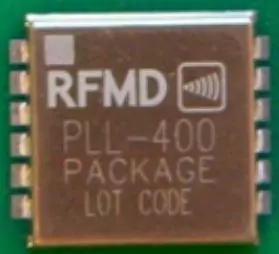 RFMD
PLL-400
PACKAGE
LOT CODE